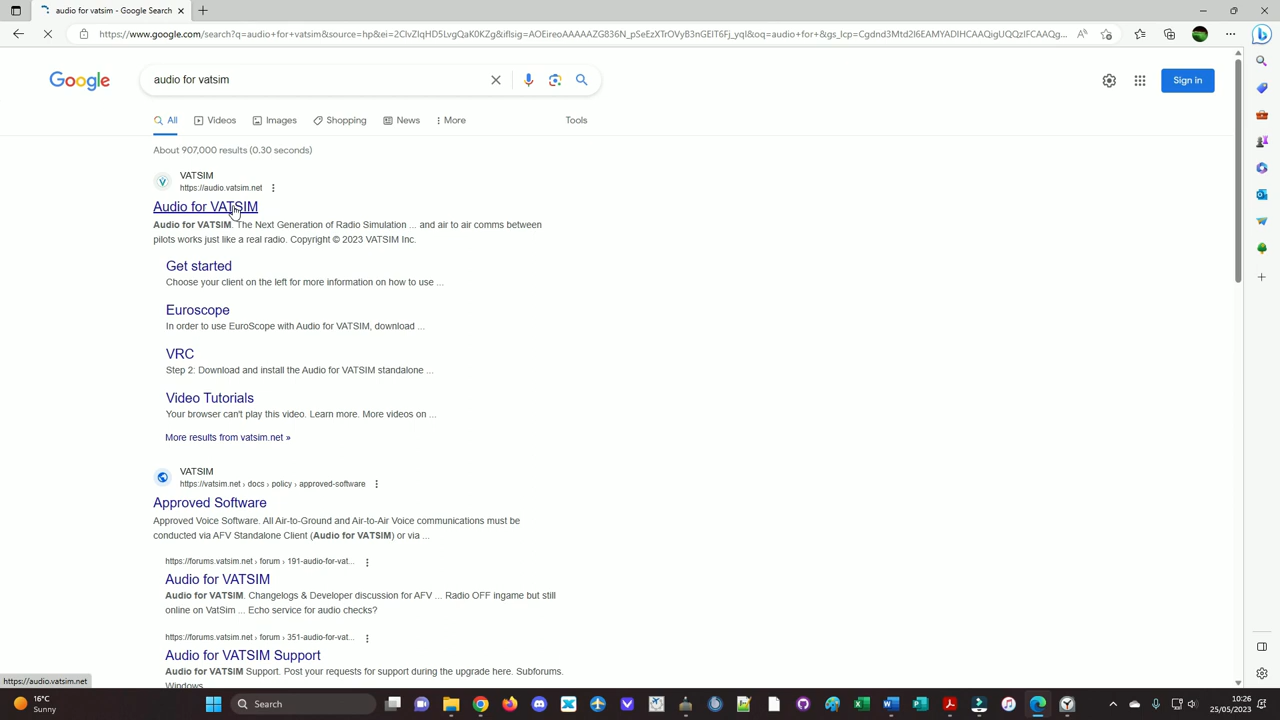 audio for vatsim - Google Search
https://www.google.com/search?q=audio+for+vatsim&source=hp&ei=2ClvZIqHD5LvgQaK0KZg&iflsig=AOEireoAAAAAZG836N_pSeEzXTrOVyB3nGEIT6Fj_yqI&oq=audio+for+&gs_lcp=Cgdnd3Mtd2l6EAMYADIHCAAQigUQQzIFCAAQg...
Google
audio for vatsim
Sign in
All
Videos
Images
Shopping
News
More
Tools
About 907,000 results (0.30 seconds)
VATSIM
https://audio.vatsim.net
Audio for VATSIM
Audio for VATSIM. The Next Generation of Radio Simulation ... and air to air comms between
pilots works just like a real radio. Copyright © 2023 VATSIM Inc.
Get started
Choose your client on the left for more information on how to use ...
Euroscope
In order to use EuroScope with Audio for VATSIM, download ...
VRC
Step 2: Download and install the Audio for VATSIM standalone ...
Video Tutorials
Your browser can't play this video. Learn more. More videos on ...
More results from vatsim.net »
VATSIM
https://vatsim.net › docs › policy › approved-software
Approved Software
Approved Voice Software. All Air-to-Ground and Air-to-Air Voice communications must be
conducted via AFV Standalone Client (Audio for VATSIM) or via ...
https://forums.vatsim.net › forum › 191-audio-for-vat...
Audio for VATSIM
Audio for VATSIM. Changelogs & Developer discussion for AFV ... Radio OFF ingame but still
online on VatSim ... Echo service for audio checks?
https://forums.vatsim.net › forum › 351-audio-for-vat...
Audio for VATSIM Support
Audio for VATSIM Support. Post your requests for support during the upgrade here. Subforums.
Windows
https://audio.vatsim.net
16°C
Sunny
Search
10:26
25/05/2023